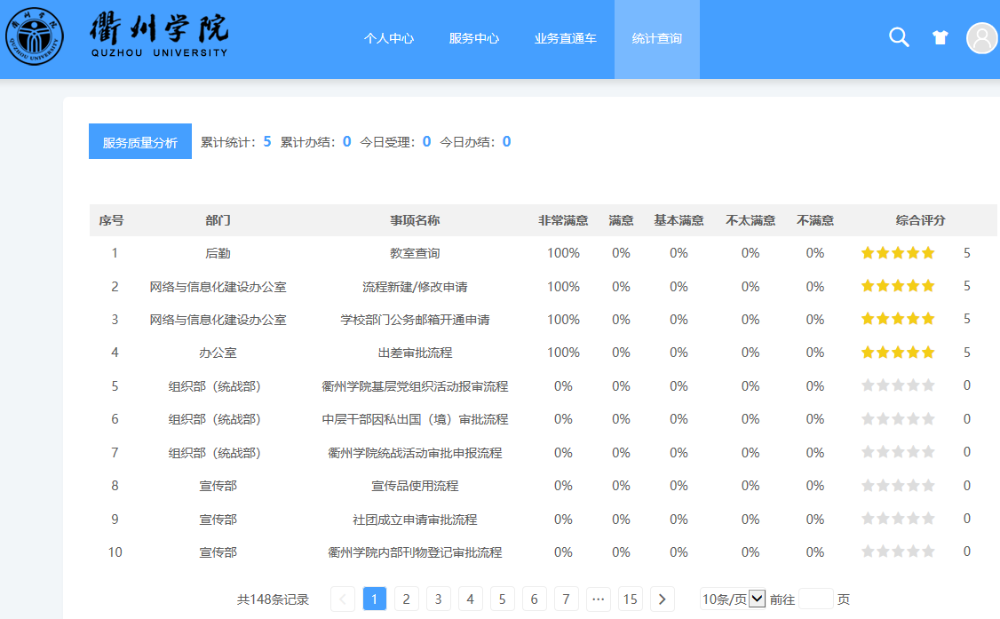 衢州学院
QUZHOU UNIVERSITY
个人中心 服务中心 业务直通车 统计查询
服务质量分析 累计统计：5 累计办结：0 今日受理：0 今日办结：0
序号 部门 事项名称 非常满意 满意 基本满意 不太满意 不满意 综合评分
1 后勤 教室查询 100% 0% 0% 0% 0% 5
2 网络与信息化建设办公室 流程新建/修改申请 100% 0% 0% 0% 0% 5
3 网络与信息化建设办公室 学校部门公务邮箱开通申请 100% 0% 0% 0% 0% 5
4 办公室 出差审批流程 100% 0% 0% 0% 0% 5
5 组织部（统战部） 衢州学院基层党组织活动报审流程 0% 0% 0% 0% 0% 0
6 组织部（统战部） 中层干部因私出国（境）审批流程 0% 0% 0% 0% 0% 0
7 组织部（统战部） 衢州学院统战活动审批申报流程 0% 0% 0% 0% 0% 0
8 宣传部 宣传品使用流程 0% 0% 0% 0% 0% 0
9 宣传部 社团成立申请审批流程 0% 0% 0% 0% 0% 0
10 宣传部 衢州学院内部刊物登记审批流程 0% 0% 0% 0% 0% 0
共148条记录 < 1 2 3 4 5 6 7 ··· 15 > 10条/页 前往 页